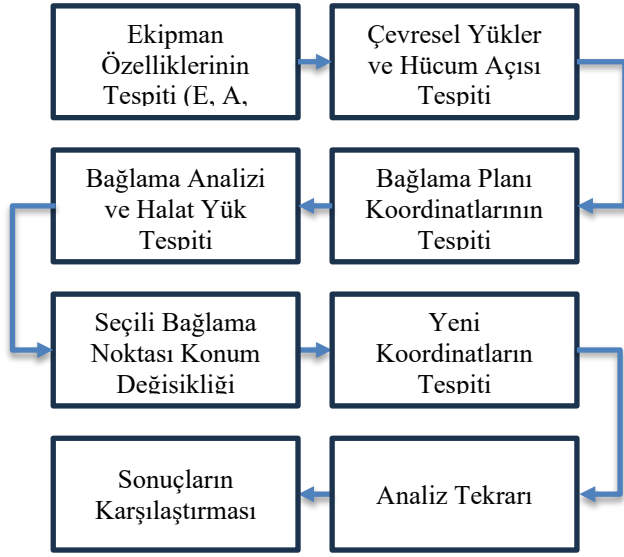 Ekipman
Özelliklerinin
Tespiti (E, A,
Çevresel Yükler
ve Hücum Açısı
Tespiti
Bağlama Planı
Koordinatlarının
Tespiti
Bağlama Analizi
ve Halat Yük
Tespiti
Seçili Bağlama
Noktası Konum
Değişikliği
Yeni
Koordinatların
Tespiti
Analiz Tekrarı
Sonuçların
Karşılaştırması